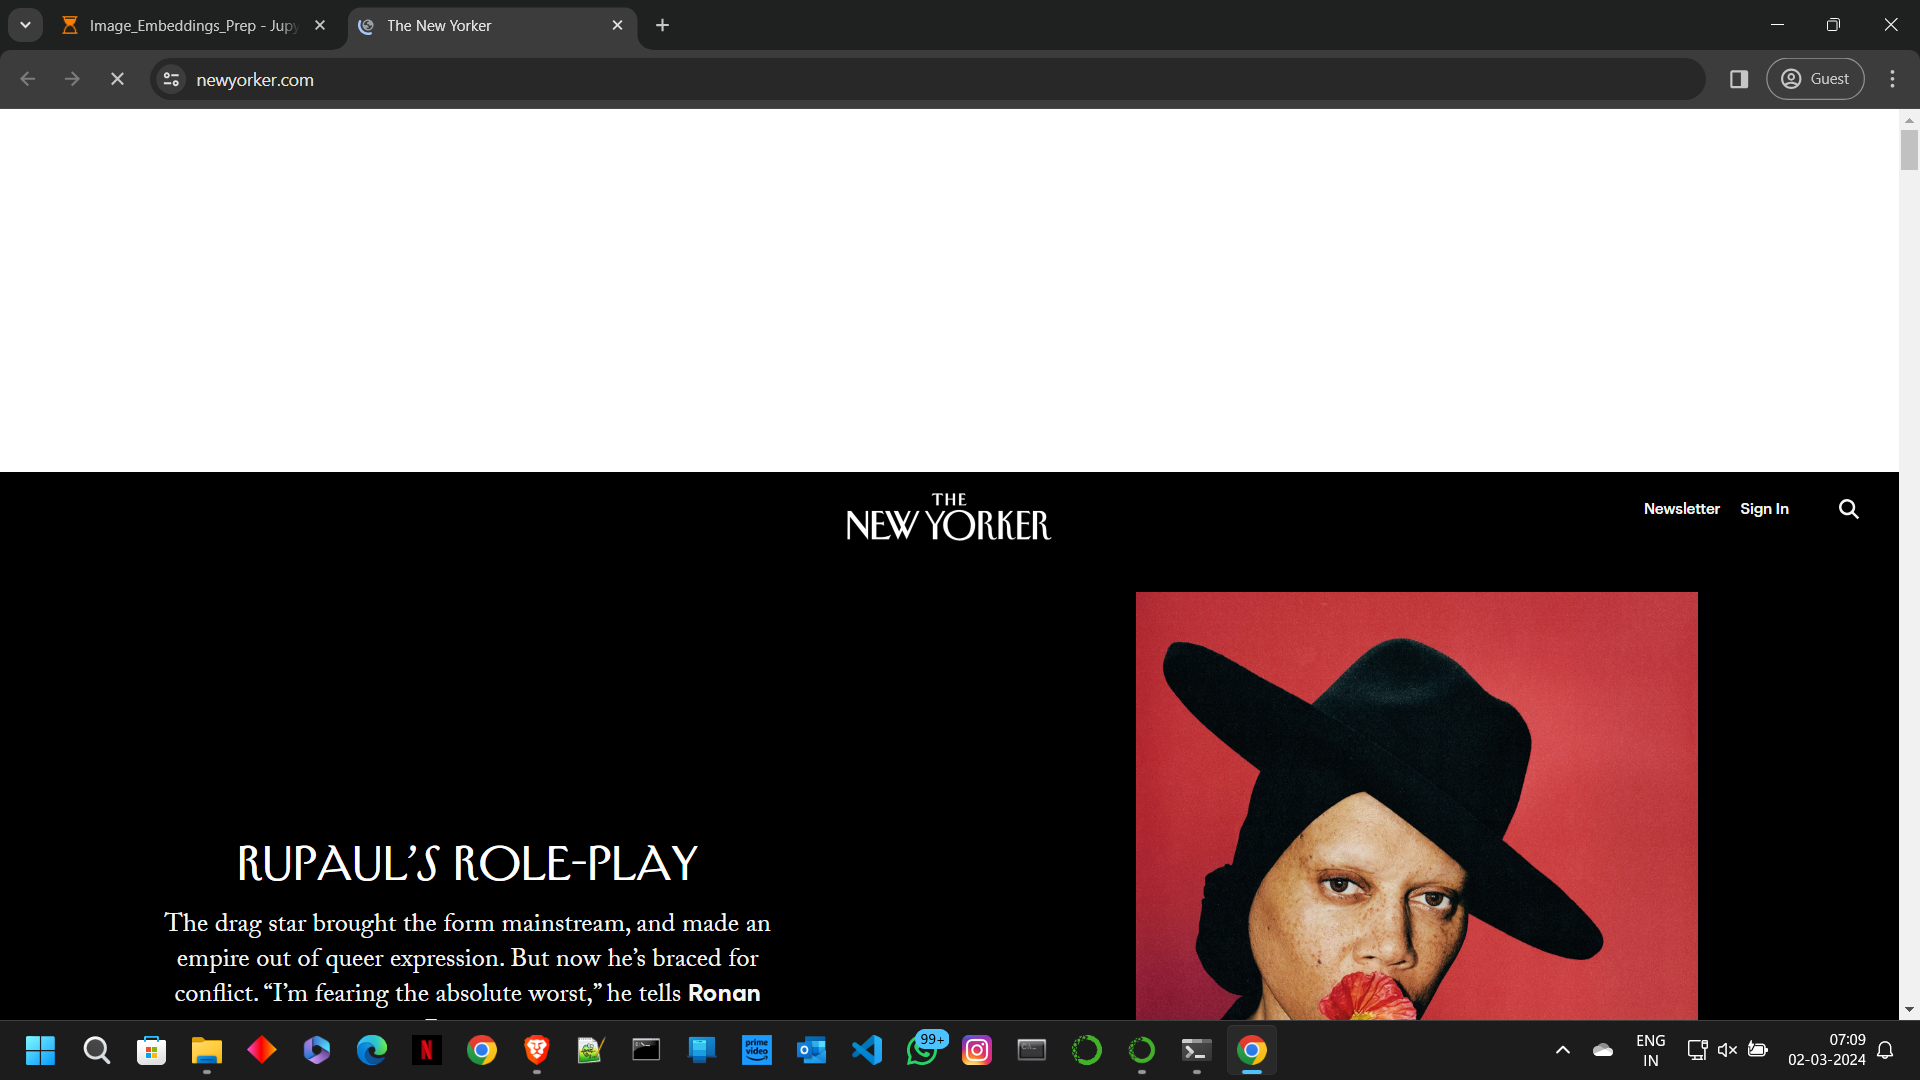 Image_Embeddings_Prep - Jupy
The New Yorker
newyorker.com
Guest
THE
NEW YORKER
Newsletter
Sign In
RUPAUL’S ROLE-PLAY
The drag star brought the form mainstream, and made an
empire out of queer expression. But now he’s braced for
conflict. “I’m fearing the absolute worst,” he tells Ronan
N
prime
video
99+
ENG
IN
07:09
02-03-2024